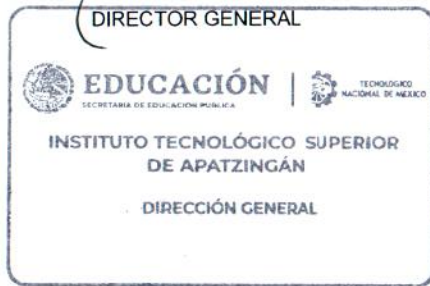 DIRECTOR GENERAL
EDUCACIÓN
SECRETARÍA DE EDUCACIÓN PÚBLICA
TECNOLÓGICO
NACIONAL DE MÉXICO
INSTITUTO TECNOLÓGICO SUPERIOR
DE APATZINGÁN
DIRECCIÓN GENERAL